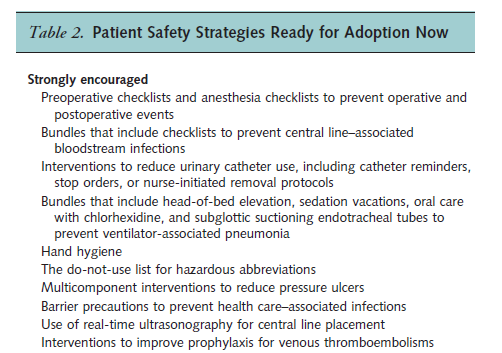 Table 2. Patient Safety Strategies Ready for Adoption Now
Strongly encouraged
Preoperative checklists and anesthesia checklists to prevent operative and
postoperative events
Bundles that include checklists to prevent central line–associated
bloodstream infections
Interventions to reduce urinary catheter use, including catheter reminders,
stop orders, or nurse-initiated removal protocols
Bundles that include head-of-bed elevation, sedation vacations, oral care
with chlorhexidine, and subglottic suctioning endotracheal tubes to
prevent ventilator-associated pneumonia
Hand hygiene
The do-not-use list for hazardous abbreviations
Multicomponent interventions to reduce pressure ulcers
Barrier precautions to prevent health care–associated infections
Use of real-time ultrasonography for central line placement
Interventions to improve prophylaxis for venous thromboembolisms